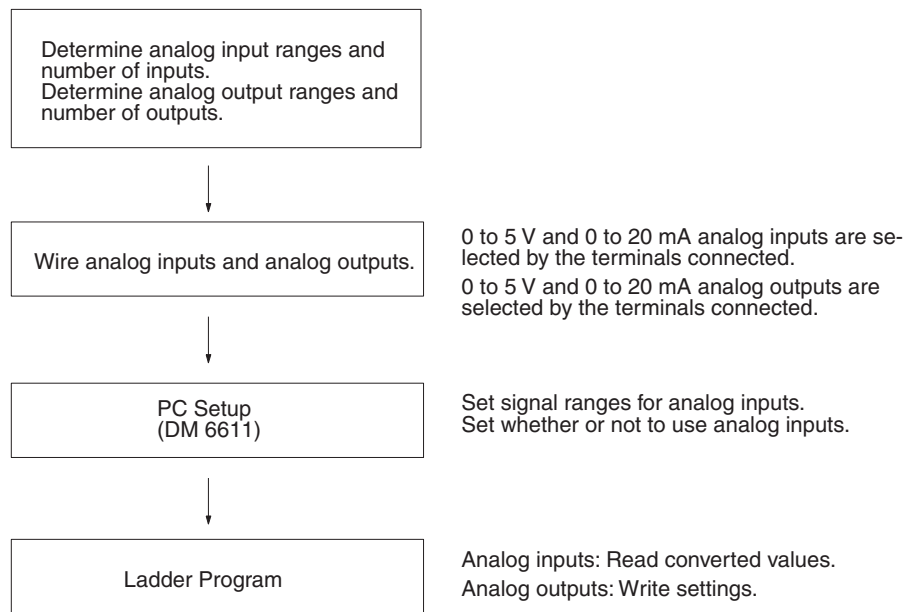 Determine analog input ranges and
number of inputs.
Determine analog output ranges and
number of outputs.
Wire analog inputs and analog outputs.
0 to 5 V and 0 to 20 mA analog inputs are se-
lected by the terminals connected.
0 to 5 V and 0 to 20 mA analog outputs are
selected by the terminals connected.
PC Setup
(DM 6611)
Set signal ranges for analog inputs.
Set whether or not to use analog inputs.
Ladder Program
Analog inputs: Read converted values.
Analog outputs: Write settings.